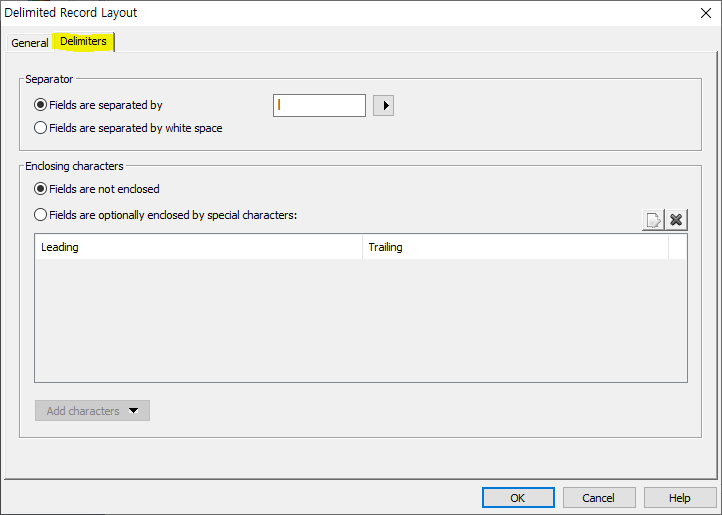 Delimited Record Layout
General Delimiters
Separator
Fields are separated by |
Fields are separated by white space
Enclosing characters
Fields are not enclosed
Fields are optionally enclosed by special characters:
Leading Trailing
Add characters
OK Cancel Help